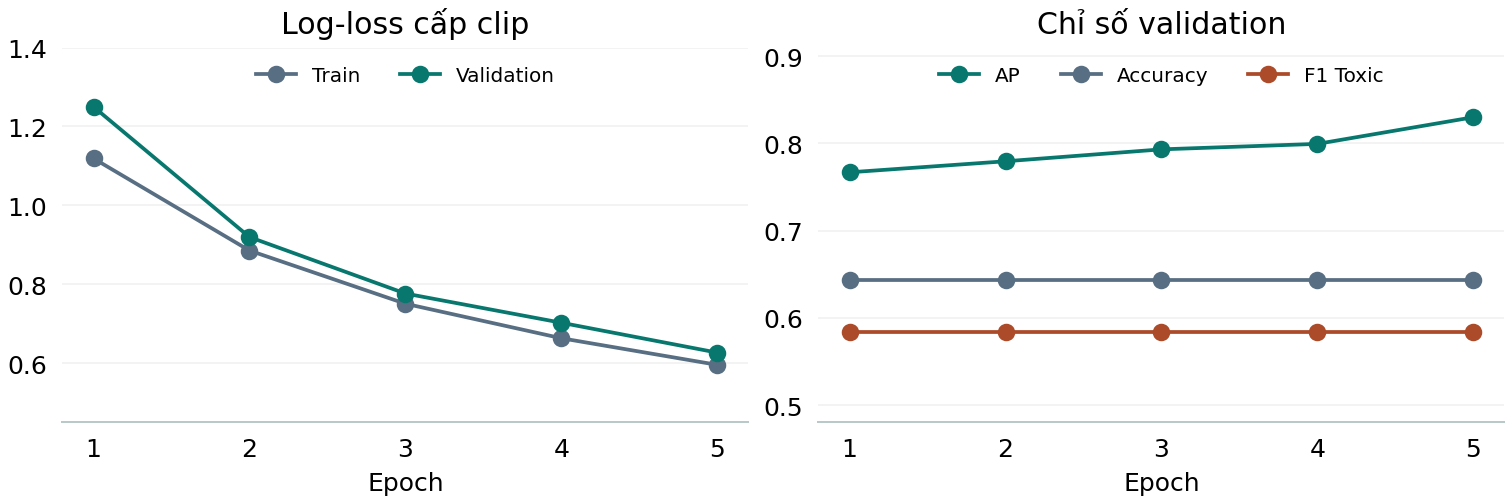 Log-loss cấp clip
Train Validation
1.4
1.2
1.0
0.8
0.6
1 2 3 4 5
Epoch
Chỉ số validation
AP Accuracy F1 Toxic
0.9
0.8
0.7
0.6
0.5
1 2 3 4 5
Epoch